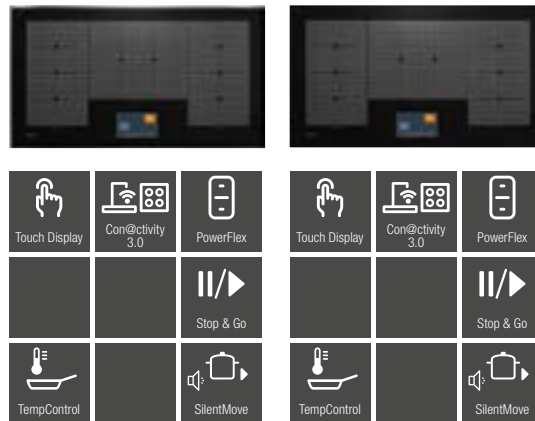 Touch Display
Con@ctivity
3.0
PowerFlex
Stop & Go
TempControl
SilentMove
Touch Display
Con@ctivity
3.0
PowerFlex
Stop & Go
TempControl
SilentMove